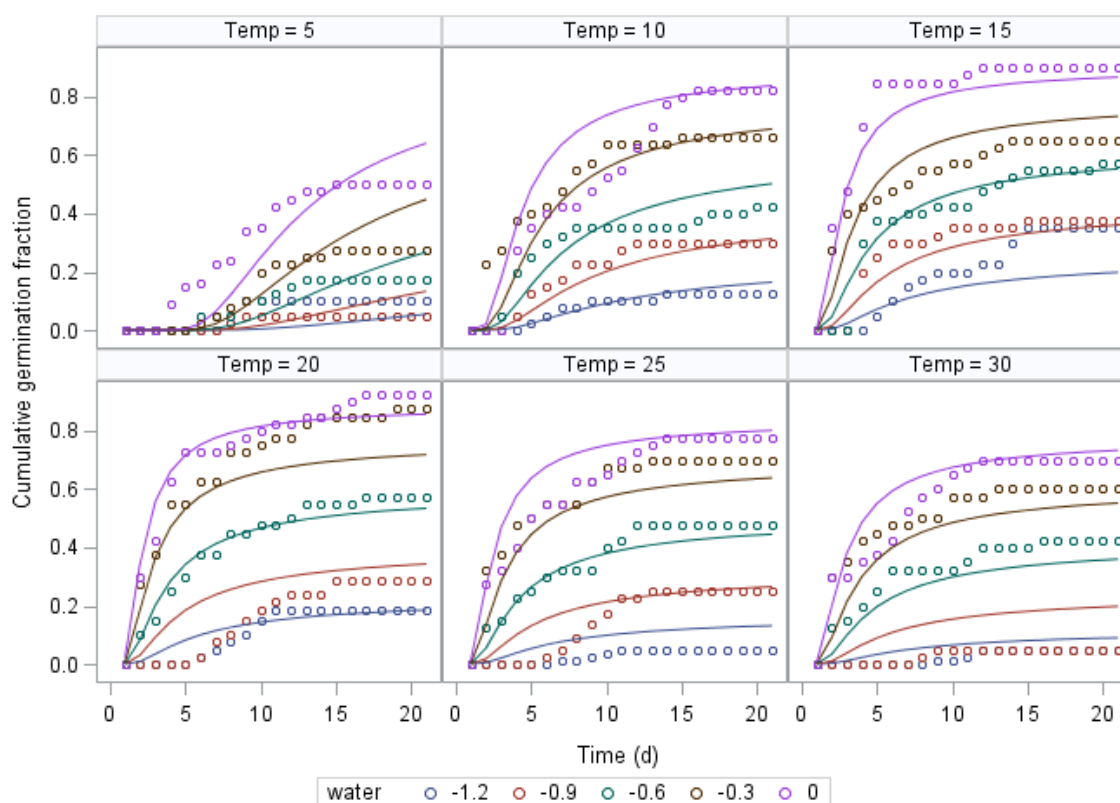 Temp = 5 Temp = 10 Temp = 15
0.8
0.6
0.4
0.2
0.0
Temp = 20 Temp = 25 Temp = 30
0.8
0.6
0.4
0.2
0.0
Cumulative germination fraction
0 5 10 15 20 0 5 10 15 20 0 5 10 15 20
Time (d)
water -1.2 -0.9 -0.6 -0.3 0